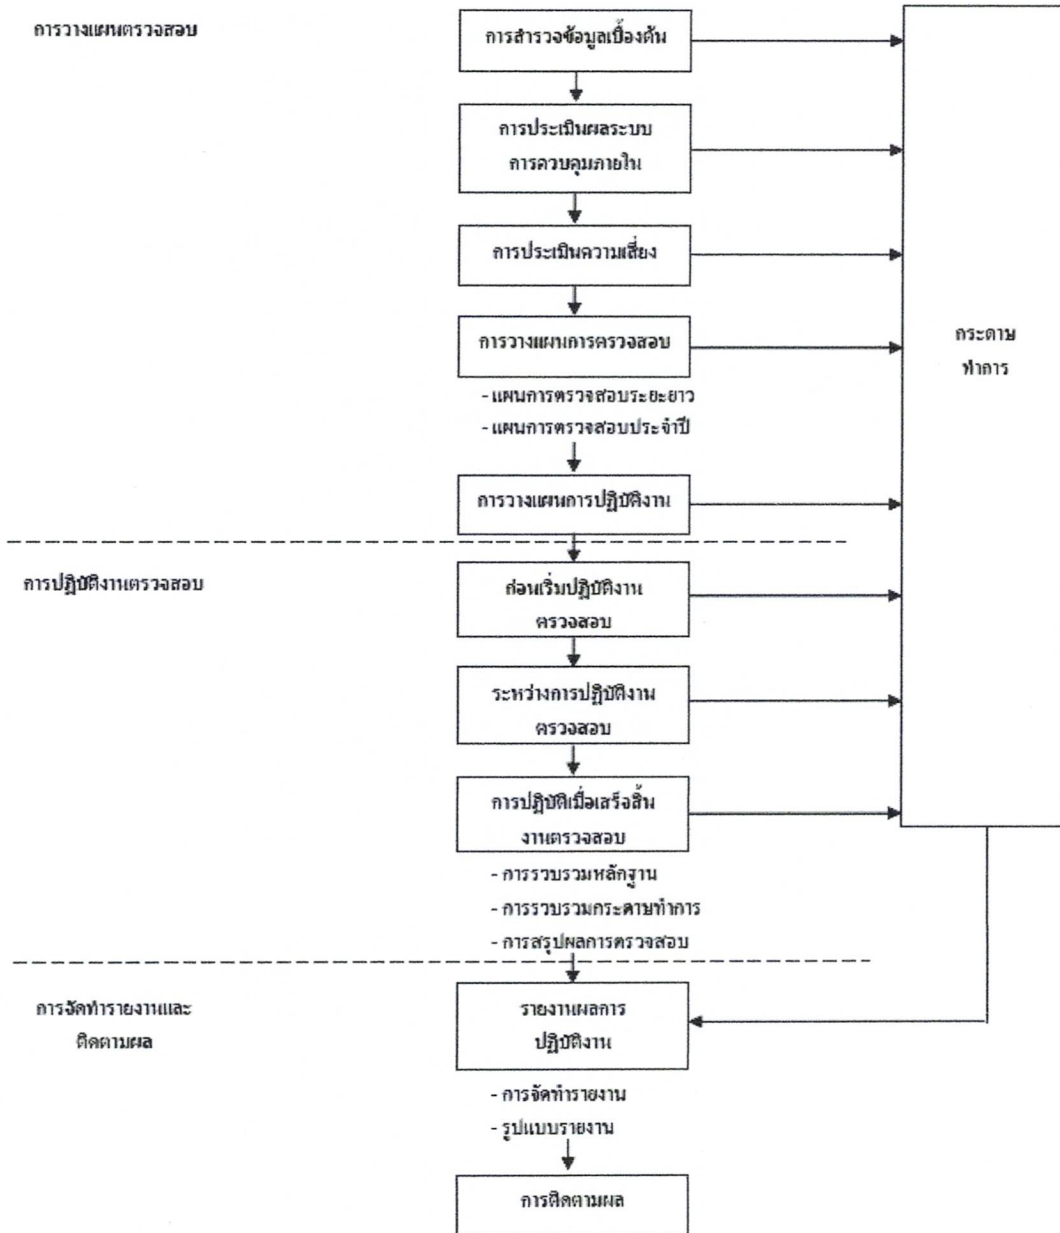 การวางแผนตรวจสอบ
การสำรวจข้อมูลเบื้องต้น
การประเมินผลระบบ
การควบคุมภายใน
การประเมินความเสี่ยง
การวางแผนการตรวจสอบ
- แผนการตรวจสอบระยะยาว
- แผนการตรวจสอบประจำปี
การวางแผนการปฏิบัติงาน
กระดาษ
ทำการ
การปฏิบัติงานตรวจสอบ
ก่อนเริ่มปฏิบัติงาน
ตรวจสอบ
ระหว่างการปฏิบัติงาน
ตรวจสอบ
การปฏิบัติเมื่อเสร็จสิ้น
งานตรวจสอบ
- การรวบรวมหลักฐาน
- การรวบรวมกระดาษทำการ
- การสรุปผลการตรวจสอบ
การจัดทำรายงานและ
ติดตามผล
รายงานผลการ
ปฏิบัติงาน
- การจัดทำรายงาน
- รูปแบบรายงาน
การติดตามผล